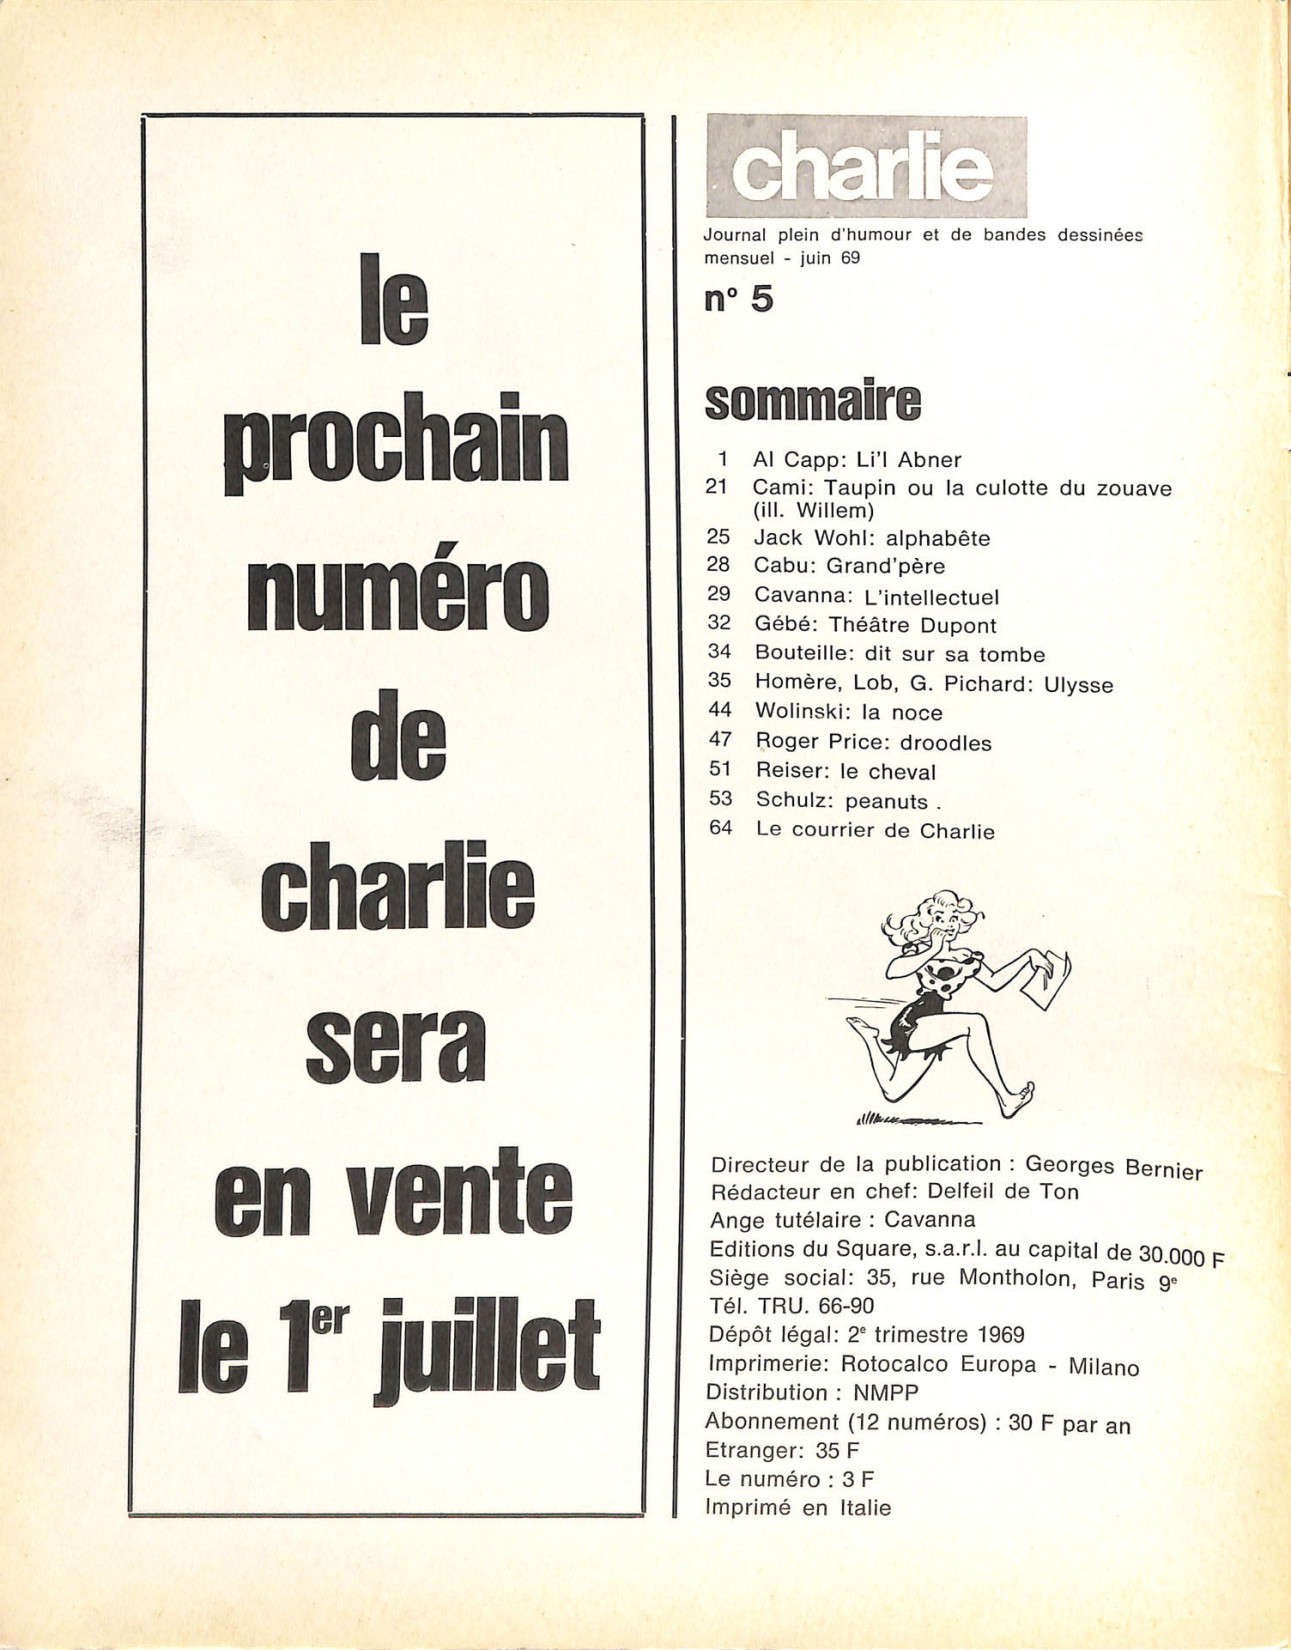 le
prochain
numéro
de
charlie
sera
en vente
le 1er juillet
charlie
Journal plein d'humour et de bandes dessinées
mensuel - juin 69
nº 5
sommaire
1 Al Capp: Li'l Abner
21 Cami: Taupin ou la culotte du zouave
(ill. Willem)
25 Jack Wohl: alphabête
28 Cabu: Grand'père
29 Cavanna: L'intellectuel
32 Gébé: Théâtre Dupont
34 Bouteille: dit sur sa tombe
35 Homère, Lob, G. Pichard: Ulysse
44 Wolinski: la noce
47 Roger Price: droodles
51 Reiser: le cheval
53 Schulz: peanuts .
64 Le courrier de Charlie
Directeur de la publication : Georges Bernier
Rédacteur en chef: Delfeil de Ton
Ange tutélaire : Cavanna
Editions du Square, s.a.r.l. au capital de 30.000 F
Siège social: 35, rue Montholon, Paris 9e
Tél. TRU. 66-90
Dépôt légal: 2e trimestre 1969
Imprimerie: Rotocalco Europa - Milano
Distribution : NMPP
Abonnement (12 numéros) : 30 F par an
Etranger: 35 F
Le numéro : 3 F
Imprimé en Italie